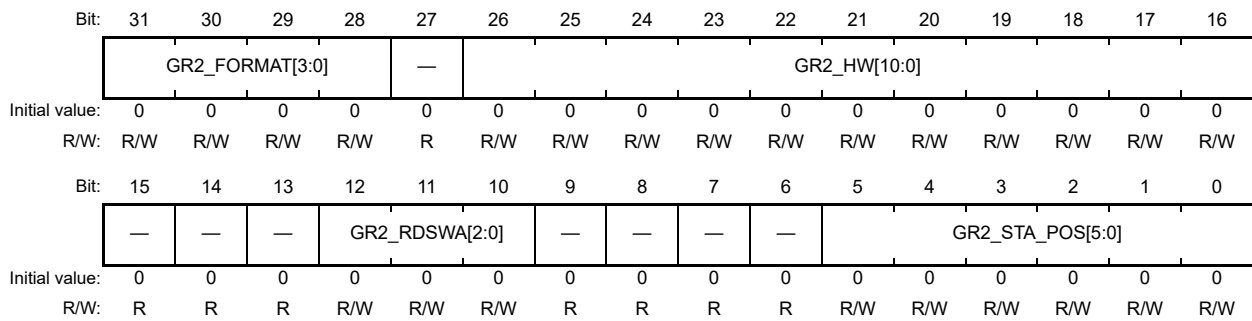 Bit: 31 30 29 28 27 26 25 24 23 22 21 20 19 18 17 16
GR2_FORMAT[3:0] — GR2_HW[10:0]
Initial value: 0 0 0 0 0 0 0 0 0 0 0 0 0 0 0 0
R/W: R/W R/W R/W R/W R R/W R/W R/W R/W R/W R/W R/W R/W R/W R/W R/W
Bit: 15 14 13 12 11 10 9 8 7 6 5 4 3 2 1 0
— — — GR2_RDSWA[2:0] — — — — GR2_STA_POS[5:0]
Initial value: 0 0 0 0 0 0 0 0 0 0 0 0 0 0 0 0
R/W: R R R R/W R/W R/W R R R R R/W R/W R/W R/W R/W R/W